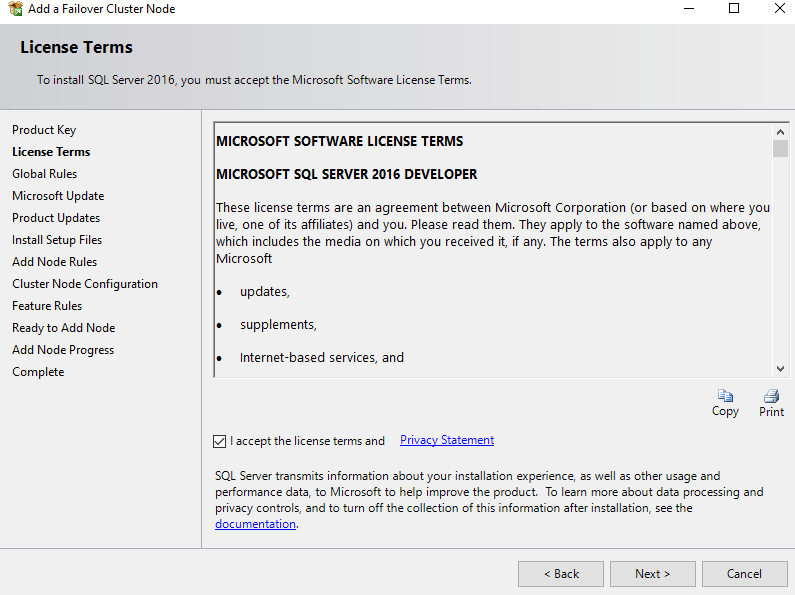 Add a Failover Cluster Node
License Terms
To install SQL Server 2016, you must accept the Microsoft Software License Terms.
Product Key
License Terms
Global Rules
Microsoft Update
Product Updates
Install Setup Files
Add Node Rules
Cluster Node Configuration
Feature Rules
Ready to Add Node
Add Node Progress
Complete
MICROSOFT SOFTWARE LICENSE TERMS
MICROSOFT SQL SERVER 2016 DEVELOPER
These license terms are an agreement between Microsoft Corporation (or based on where you
live, one of its affiliates) and you. Please read them. They apply to the software named above,
which includes the media on which you received it, if any. The terms also apply to any
Microsoft
• updates,
• supplements,
• Internet-based services, and
Copy
Print
I accept the license terms and Privacy Statement
SQL Server transmits information about your installation experience, as well as other usage and
performance data, to Microsoft to help improve the product. To learn more about data processing and
privacy controls, and to turn off the collection of this information after installation, see the
documentation.
< Back
Next >
Cancel